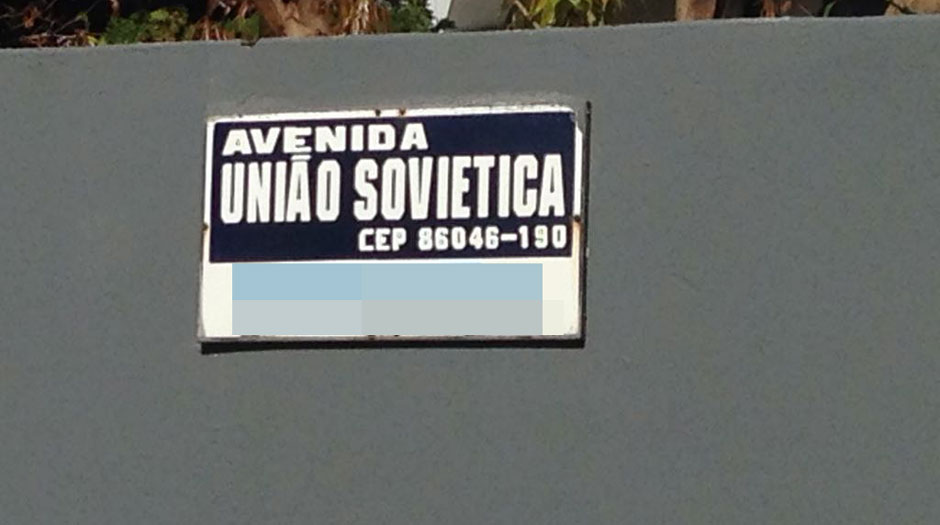 AVENIDA
UNIÃO SOVIETICA
CEP 86046-190